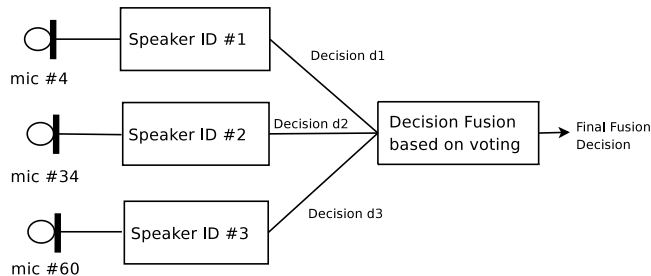 Speaker ID #1
mic #4
Decision d1
Speaker ID #2
mic #34
Decision d2
Decision Fusion
based on voting
Final Fusion
Decision
Speaker ID #3
mic #60
Decision d3